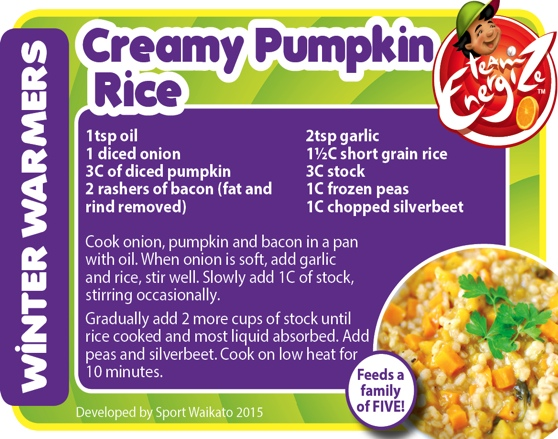 WiNTER WARMERS
Creamy Pumpkin
Rice
team
EnergiZe
TM
1tsp oil
1 diced onion
3C of diced pumpkin
2 rashers of bacon (fat and
rind removed)
2tsp garlic
1½C short grain rice
3C stock
1C frozen peas
1C chopped silverbeet
Cook onion, pumpkin and bacon in a pan
with oil. When onion is soft, add garlic
and rice, stir well. Slowly add 1C of stock,
stirring occasionally.
Gradually add 2 more cups of stock until
rice cooked and most liquid absorbed. Add
peas and silverbeet. Cook on low heat for
10 minutes.
Feeds a
family
of FIVE!
Developed by Sport Waikato 2015